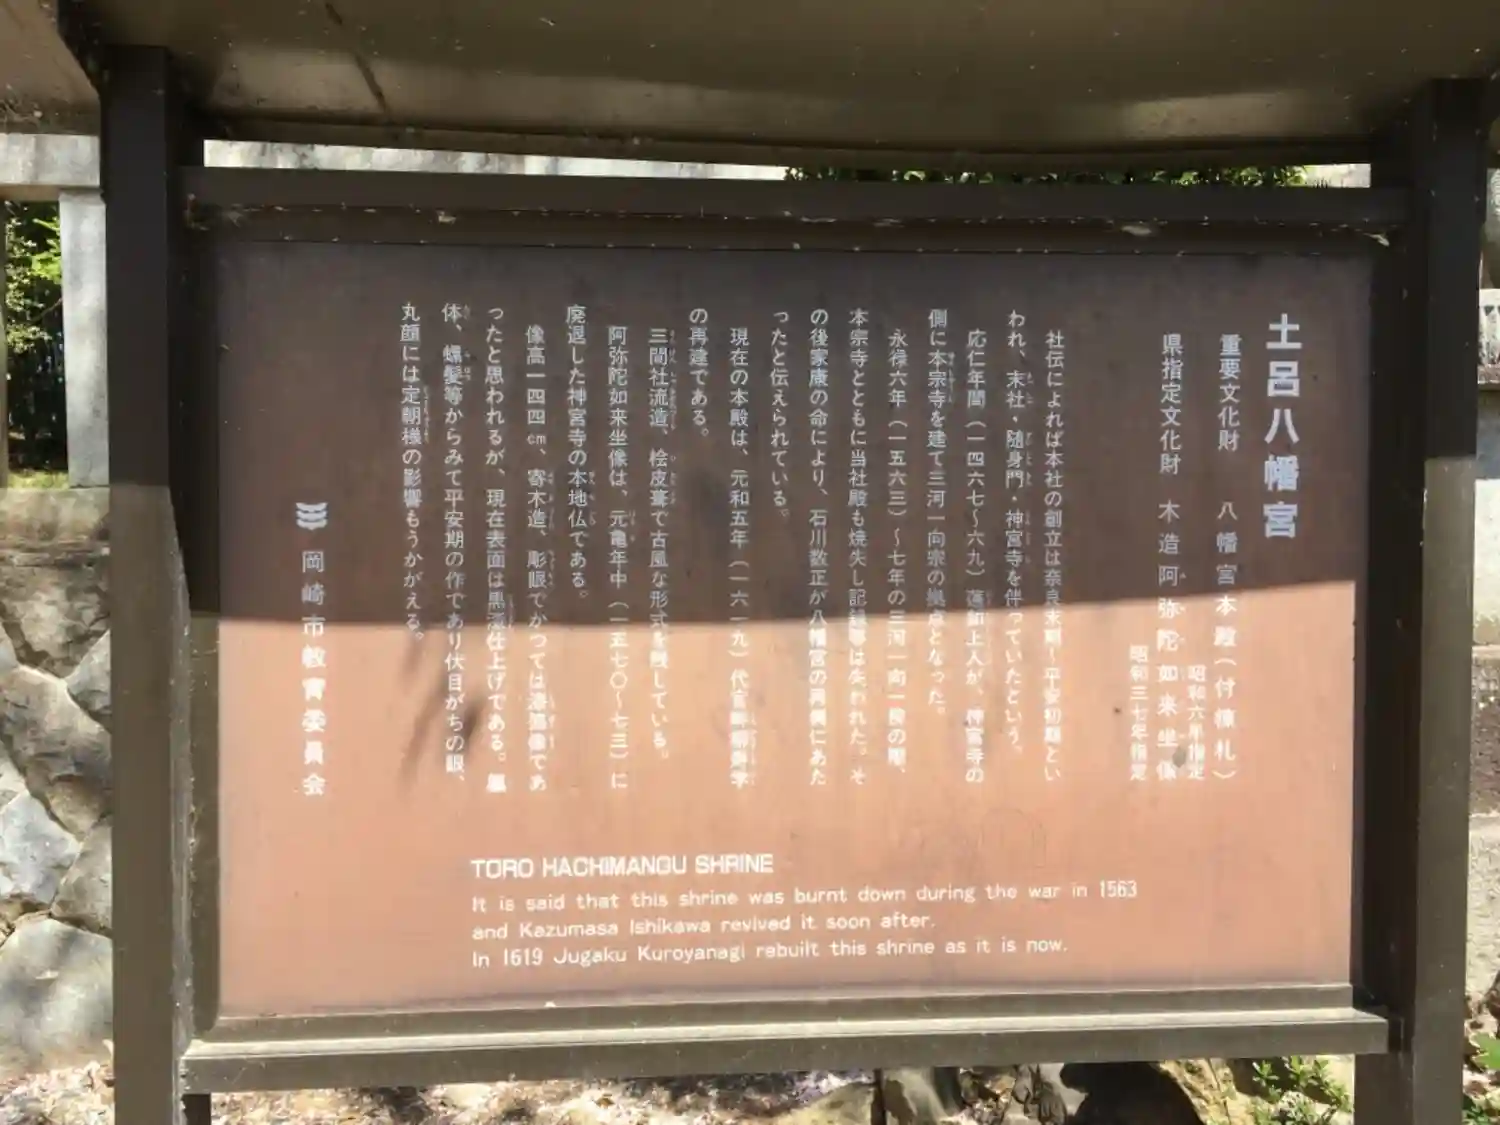 土呂八幡宮
重要文化財　八幡宮本殿（付棟札）
昭和六年指定
県指定文化財　木造阿弥陀如来坐像
昭和三七年指定
社伝によれば本社の創立は奈良末期〜平安初期とい
われ、末社・随身門・神宮寺を伴っていたという。
応仁年間（一四六七〜六九）蓮如上人が、神宮寺の
側に本宗寺を建て三河一向宗の拠点となった。
永禄六年（一五六三）〜七年の三河一向一揆の際、
本宗寺とともに当社殿も焼失し記録等は失われた。そ
の後家康の命により、石川数正が八幡宮の再興にあた
ったと伝えられている。
現在の本殿は、元和五年（一六一九）代官畔柳寿学
の再建である。
三間社流造、桧皮葺で古風な形式を残している。
阿弥陀如来坐像は、元亀年中（一五七〇〜七三）に
廃退した神宮寺の本地仏である。
像高一四四cm、寄木造、彫眼でかつては漆箔像であ
ったと思われるが、現在表面は黒漆仕上げである。
体、螺髪等からみて平安期の作であり伏目がちの眼、
丸顔には定朝様の影響もうかがえる。
岡崎市教育委員会
TORO HACHIMANGU SHRINE
It is said that this shrine was burnt down during the war in 1563
and Kazumasa Ishikawa revived it soon after.
In 1619 Jugaku Kuroyanagi rebuilt this shrine as it is now.